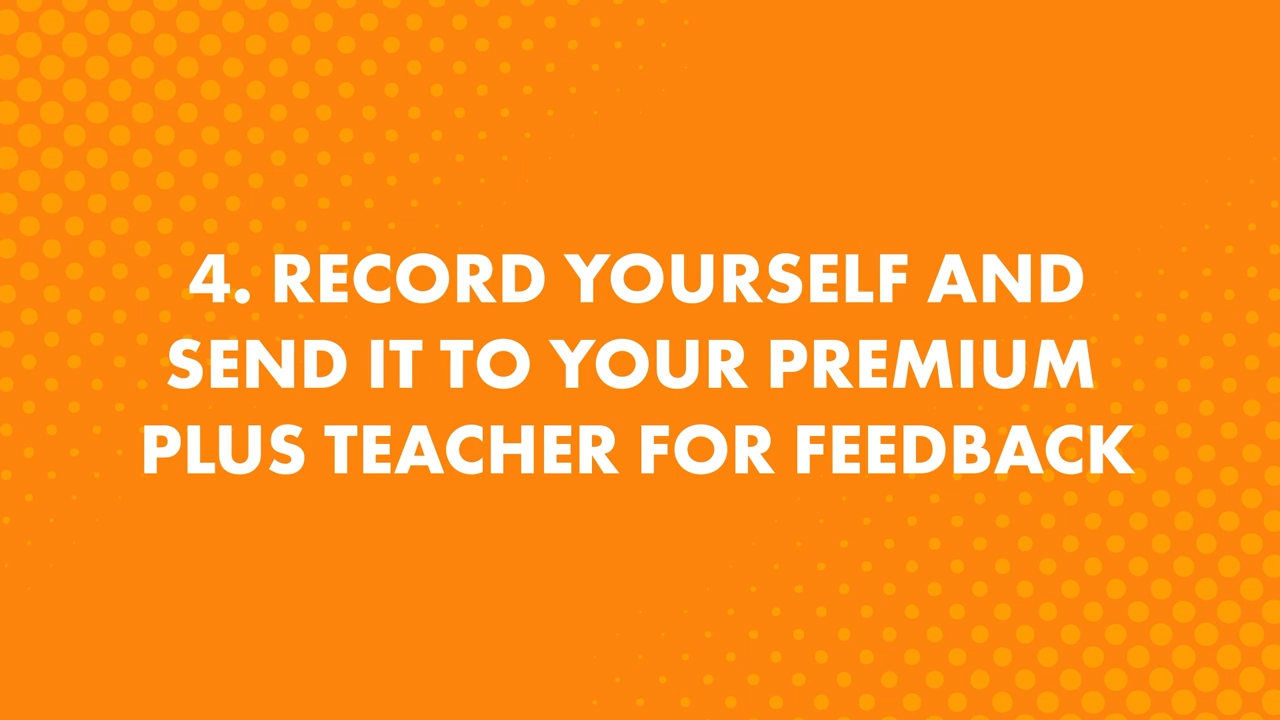 4. RECORD YOURSELF AND
SEND IT TO YOUR PREMIUM
PLUS TEACHER FOR FEEDBACK